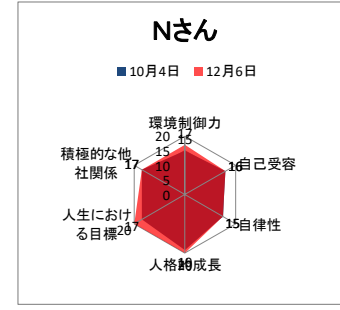 Nさん
10月4日 12月6日
環境制御力
17
20
15
15
積極的な他
社関係
17
16
自己受容
10
5
0
人生におけ
る目標
17
20
15
自律性
人格的成長
20